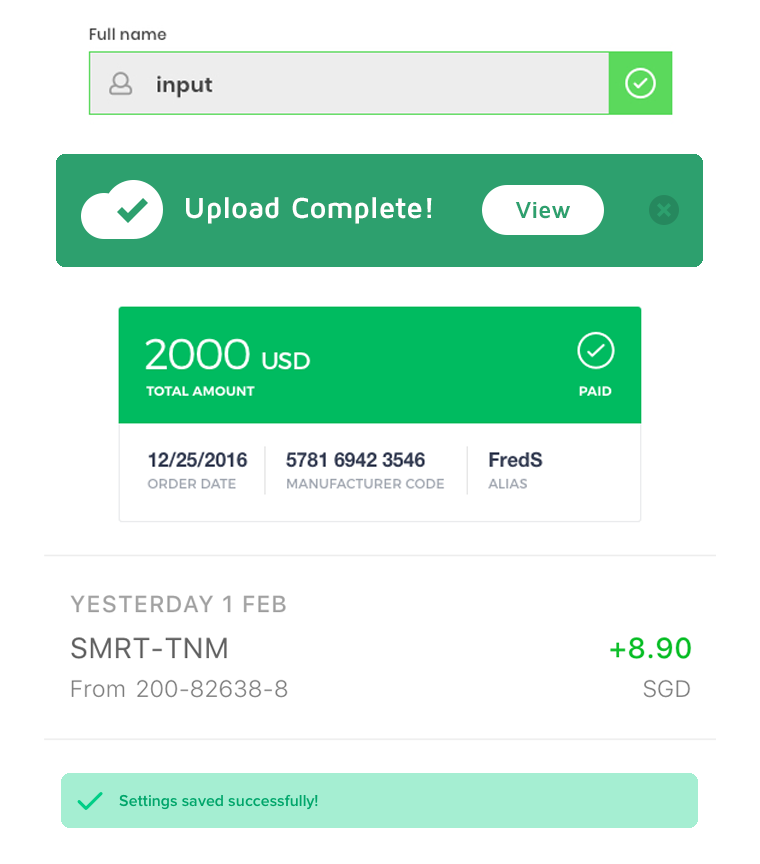 Full name
input
Upload Complete!
View
2000 USD
TOTAL AMOUNT
PAID
12/25/2016
5781 6942 3546
FredS
ORDER DATE
MANUFACTURER CODE
ALIAS
YESTERDAY 1 FEB
SMRT-TNM
+8.90
From 200-82638-8
SGD
Settings saved successfully!